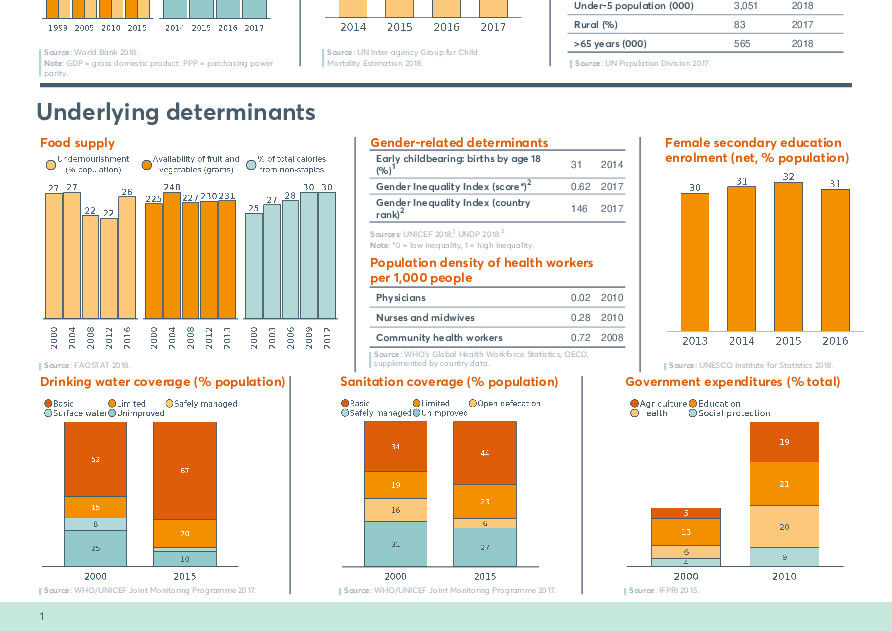 1999 2005 2010 2015
2014 2015 2016 2017
2014 2015 2016 2017
Source: World Bank 2018.
Note: GDP = gross domestic product. PPP = purchasing power
parity.
Source: UN Inter-agency Group for Child
Mortality Estimation 2018.
Under-5 population (000) 3,051 2018
Rural (%) 83 2017
>65 years (000) 565 2018
Source: UN Population Division 2017.
Underlying determinants
Food supply
Undernourishment
(% population)
Availability of fruit and
vegetables (grams)
% of total calories
from non-staples
27 27 22 22 26
225 248 227 230 231
25 27 28 30 30
2000 2004 2008 2012 2016
2000 2004 2008 2012
2000 2006 2009 2012
Source: FAOSTAT 2018.
Gender-related determinants
Early childbearing: births by age 18
(%)1 31 2014
Gender Inequality Index (score*)2 0.62 2017
Gender Inequality Index (country
rank)2 146 2017
Sources: UNICEF 2018,1 UNDP 2018.2
Note: *0 = low inequality, 1 = high inequality.
Population density of health workers
per 1,000 people
Physicians 0.02 2010
Nurses and midwives 0.28 2010
Community health workers 0.72 2008
Source: WHO's Global Health Workforce Statistics, OECD,
supplemented by country data.
Female secondary education
enrolment (net, % population)
30 31 32 31
2013 2014 2015 2016
Source: UNESCO Institute for Statistics 2018.
Drinking water coverage (% population)
Basic Limited Safely managed
Surface water Unimproved
52 15 8 25
67 20 10
2000 2015
Source: WHO/UNICEF Joint Monitoring Programme 2017.
Sanitation coverage (% population)
Basic Limited Open defecation
Safely managed Unimproved
34 19 16 31
44 23 6 27
2000 2015
Source: WHO/UNICEF Joint Monitoring Programme 2017.
Government expenditures (% total)
Agriculture Education
Health Social protection
5 13 6 4
19 21 20 9
2000 2010
Source: IFPRI 2015.
1